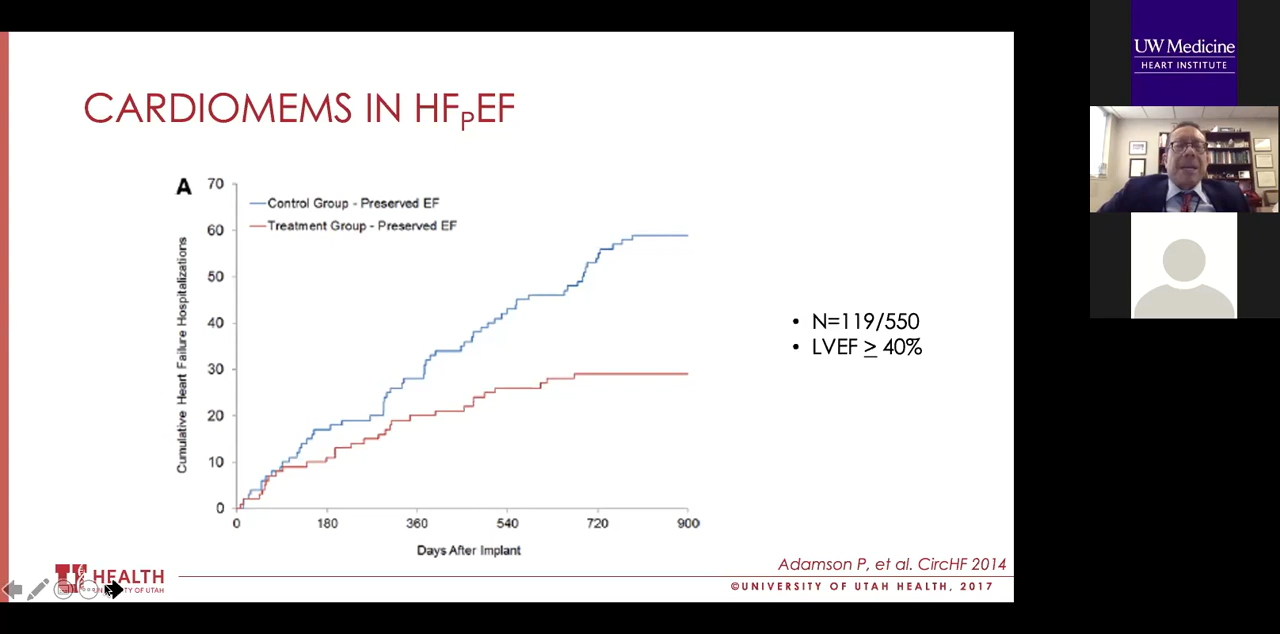 CARDIOMEMS IN HFPEF
A
Control Group - Preserved EF
Treatment Group - Preserved EF
Cumulative Heart Failure Hospitalizations
70
60
50
40
30
20
10
0
0 180 360 540 720 900
Days After Implant
• N=119/550
• LVEF ≥ 40%
Adamson P, et al. CircHF 2014
©UNIVERSITY OF UTAH HEALTH, 2017
HEALTH
OF UTAH
UW Medicine
HEART INSTITUTE